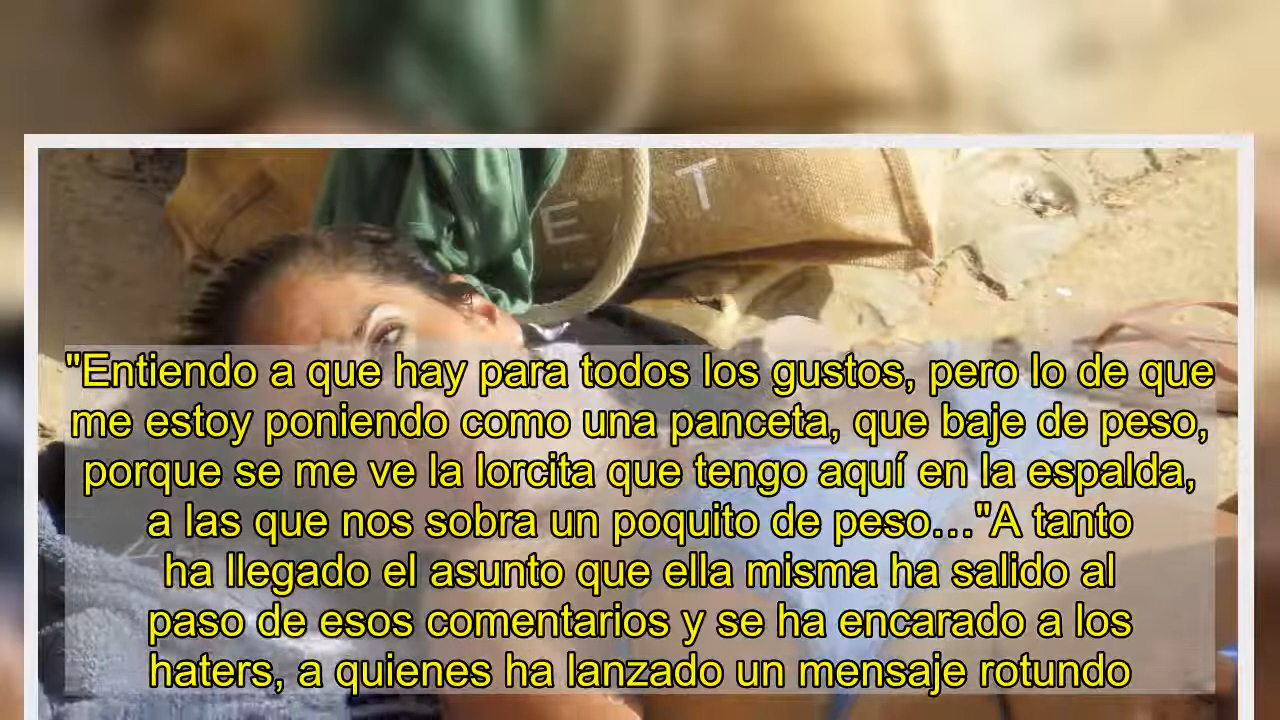 EAT
"Entiendo a que hay para todos los gustos, pero lo de que
me estoy poniendo como una panceta, que baje de peso,
porque se me ve la lorcita que tengo aquí en la espalda,
a las que nos sobra un poquito de peso…"A tanto
ha llegado el asunto que ella misma ha salido al
paso de esos comentarios y se ha encarado a los
haters, a quienes ha lanzado un mensaje rotundo